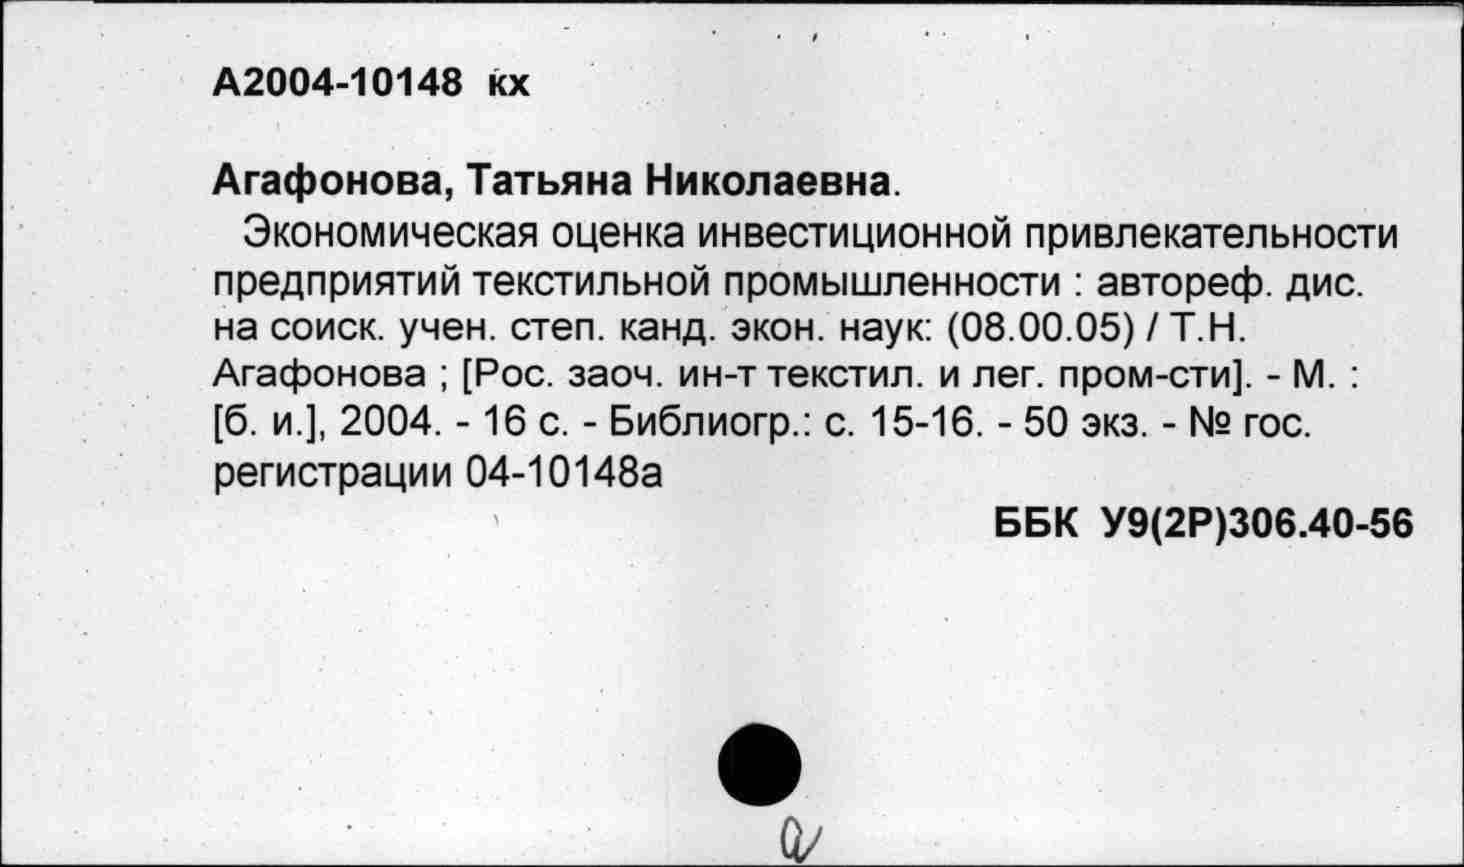 А2004-10148 кх
Агафонова, Татьяна Николаевна.
Экономическая оценка инвестиционной привлекательности
предприятий текстильной промышленности : автореф. дис.
на соиск. учен. степ. канд. экон. наук: (08.00.05) / Т.Н.
Агафонова ; [Рос. заоч. ин-т текстил. и лег. пром-сти]. - М. :
[б. и.], 2004. - 16 с. - Библиогр.: с. 15-16. - 50 экз. - № гос.
регистрации 04-10148а
ББК У9(2Р)306.40-56